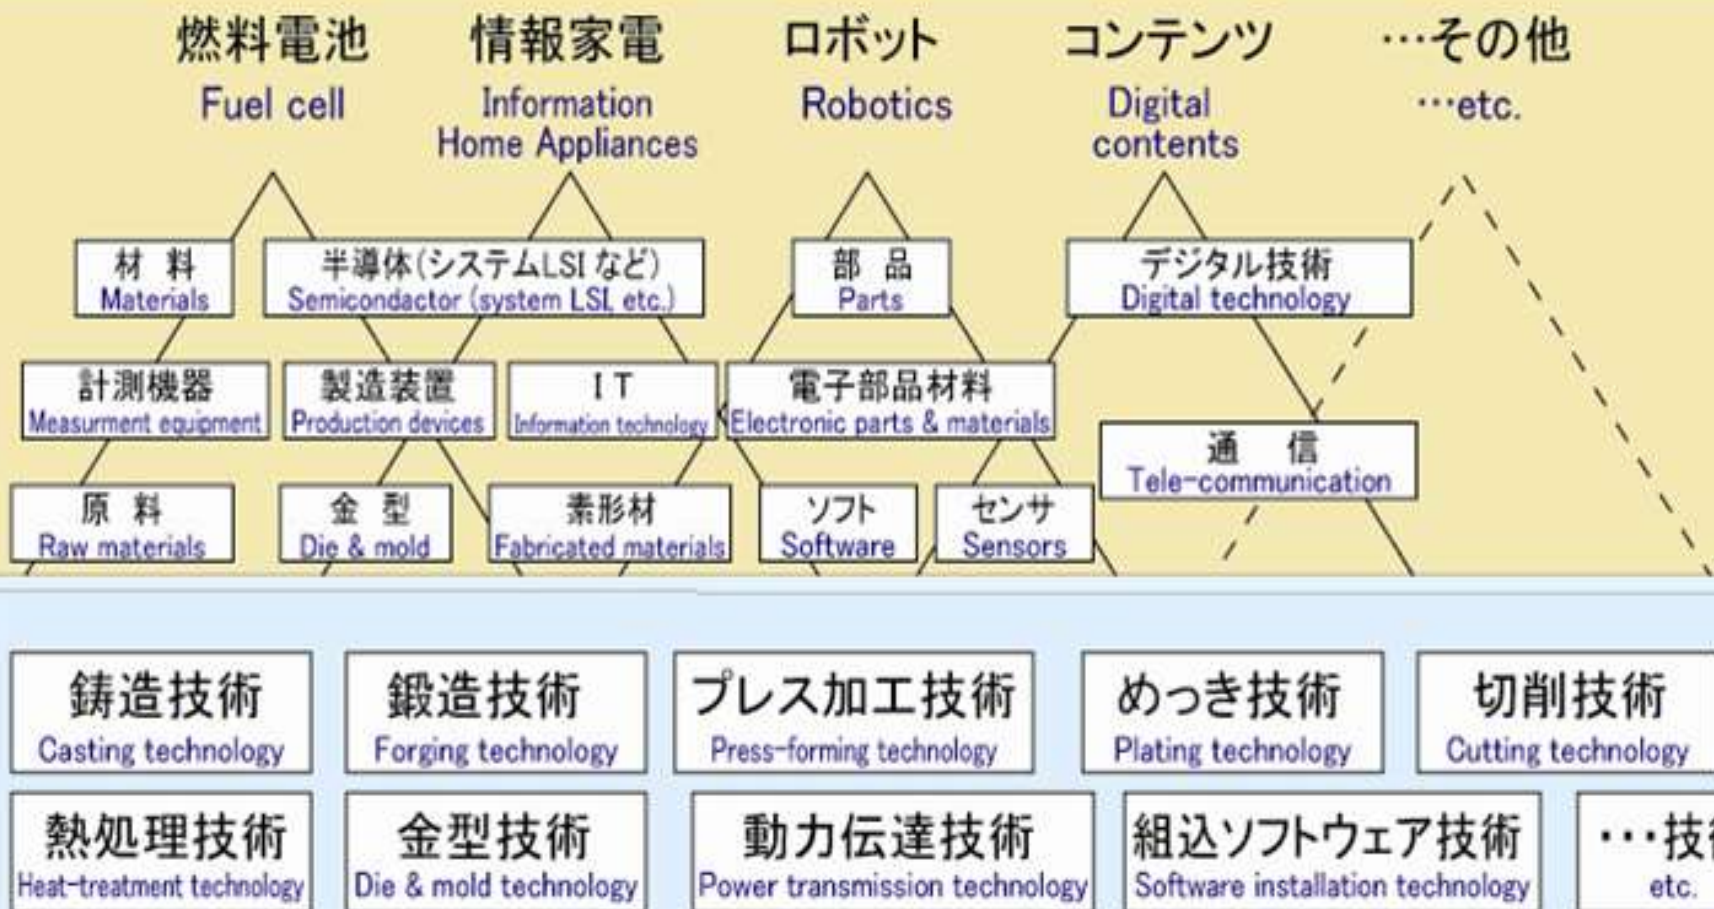 燃料電池 情報家電 ロボット コンテンツ …その他
Fuel cell Information Robotics Digital …etc.
Home Appliances contents
材 料 半導体(システムLSI など) 部 品 デジタル技術
Materials Semicondactor (system LSI, etc.) Parts Digital technology
計測機器 製造装置 IT 電子部品材料
Measurment equipment Production devices Information technology Electronic parts & materials
通 信
Tele-communication
原 料 金 型 素形材 ソフト センサ
Raw materials Die & mold Fabricated materials Software Sensors
鋳造技術 鍛造技術 プレス加工技術 めっき技術 切削技術
Casting technology Forging technology Press-forming technology Plating technology Cutting technology
熱処理技術 金型技術 動力伝達技術 組込ソフトウェア技術 …技
Heat-treatment technology Die & mold technology Power transmission technology Software installation technology etc.